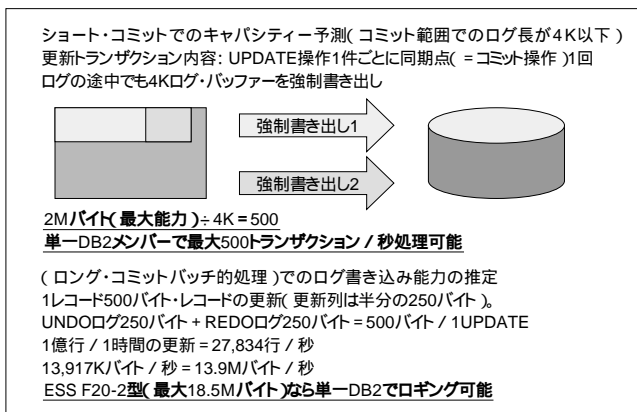 ショート・コミットでのキャパシティー予測(コミット範囲でのログ長が4K以下)
更新トランザクション内容: UPDATE操作1件ごとに同期点(=コミット操作)1回
ログの途中でも4Kログ・バッファーを強制書き出し
強制書き出し1
強制書き出し2
2Mバイト(最大能力)÷4K=500
単一DB2メンバーで最大500トランザクション/秒処理可能
(ロング・コミットバッチ的処理)でのログ書き込み能力の推定
1レコード500バイト・レコードの更新(更新列は半分の250バイト)。
UNDOログ250バイト+REDOログ250バイト=500バイト/1UPDATE
1億行/1時間の更新=27,834行/秒
13,917Kバイト/秒=13.9Mバイト/秒
ESS F20-2型(最大18.5Mバイト)なら単一DB2でロギング可能